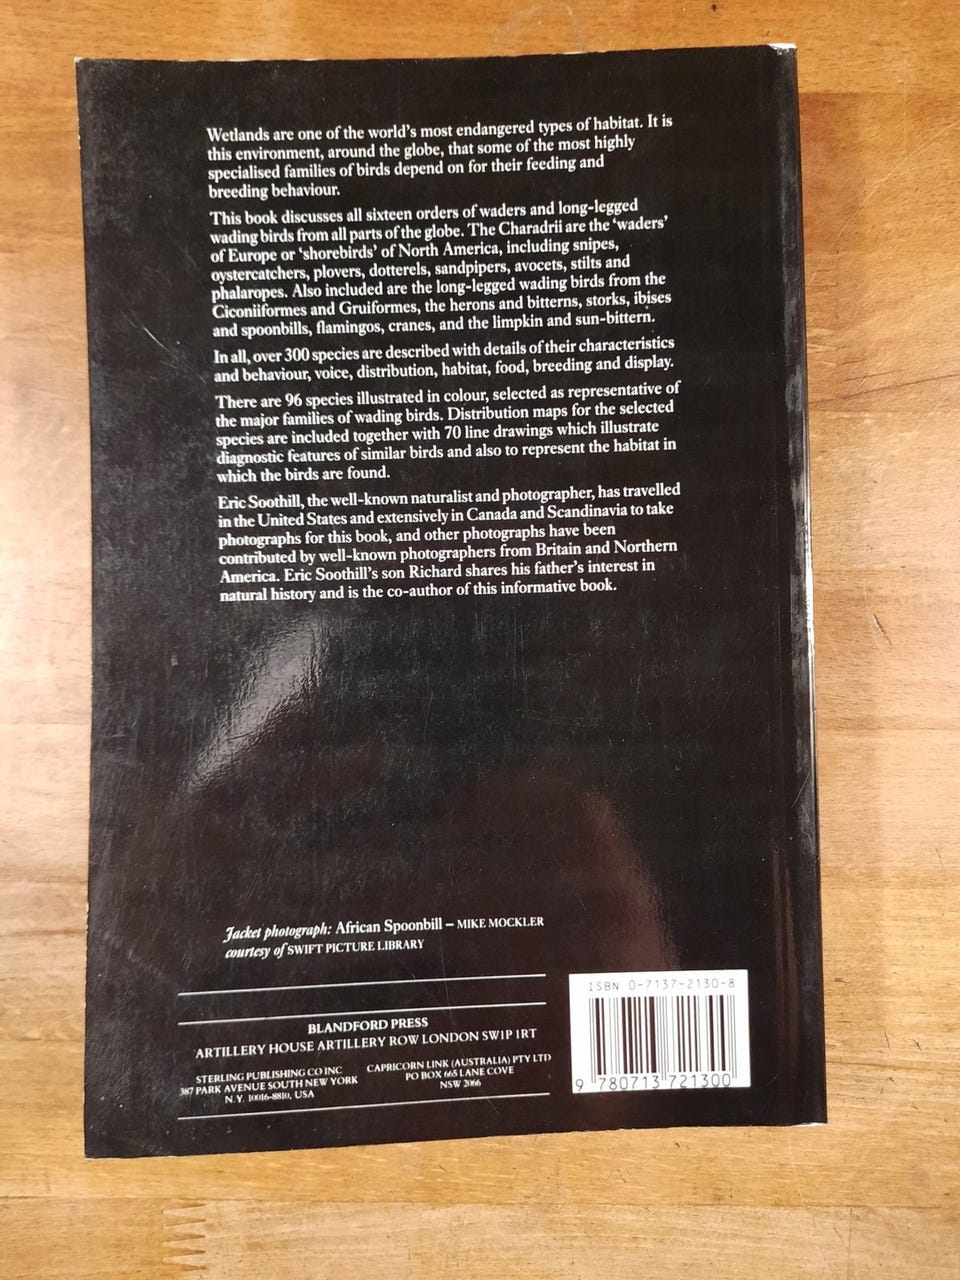 Wetlands are one of the world's most endangered types of habitat. It is
this environment, around the globe, that some of the most highly
specialised families of birds depend on for their feeding and
breeding behaviour.
This book discusses all sixteen orders of waders and long-legged
wading birds from all parts of the globe. The Charadrii are the 'waders'
of Europe or 'shorebirds' of North America, including snipes,
oystercatchers, plovers, dotterels, sandpipers, avocets, stilts and
phalaropes. Also included are the long-legged wading birds from the
Ciconiiformes and Gruiformes, the herons and bitterns, storks, ibises
and spoonbills, flamingos, cranes, and the limpkin and sun-bittern.
In all, over 300 species are described with details of their characteristics
and behaviour, voice, distribution, habitat, food, breeding and display.
There are 96 species illustrated in colour, selected as representative of
the major families of wading birds. Distribution maps for the selected
species are included together with 70 line drawings which illustrate
diagnostic features of similar birds and also to represent the habitat in
which the birds are found.
Eric Soothill, the well-known naturalist and photographer, has travelled
in the United States and extensively in Canada and Scandinavia to take
photographs for this book, and other photographs have been
contributed by well-known photographers from Britain and Northern
America. Eric Soothill's son Richard shares his father's interest in
natural history and is the co-author of this informative book.
Jacket photograph: African Spoonbill – MIKE MOCKLER
courtesy of SWIFT PICTURE LIBRARY
BLANDFORD PRESS
ARTILLERY HOUSE ARTILLERY ROW LONDON SW1P 1RT
STERLING PUBLISHING CO INC
387 PARK AVENUE SOUTH NEW YORK
N.Y. 10016-8810, USA
CAPRICORN LINK (AUSTRALIA) PTY LTD
PO BOX 665 LANE COVE
NSW 2066
ISBN 0-7137-2130-8
9 780713 721300